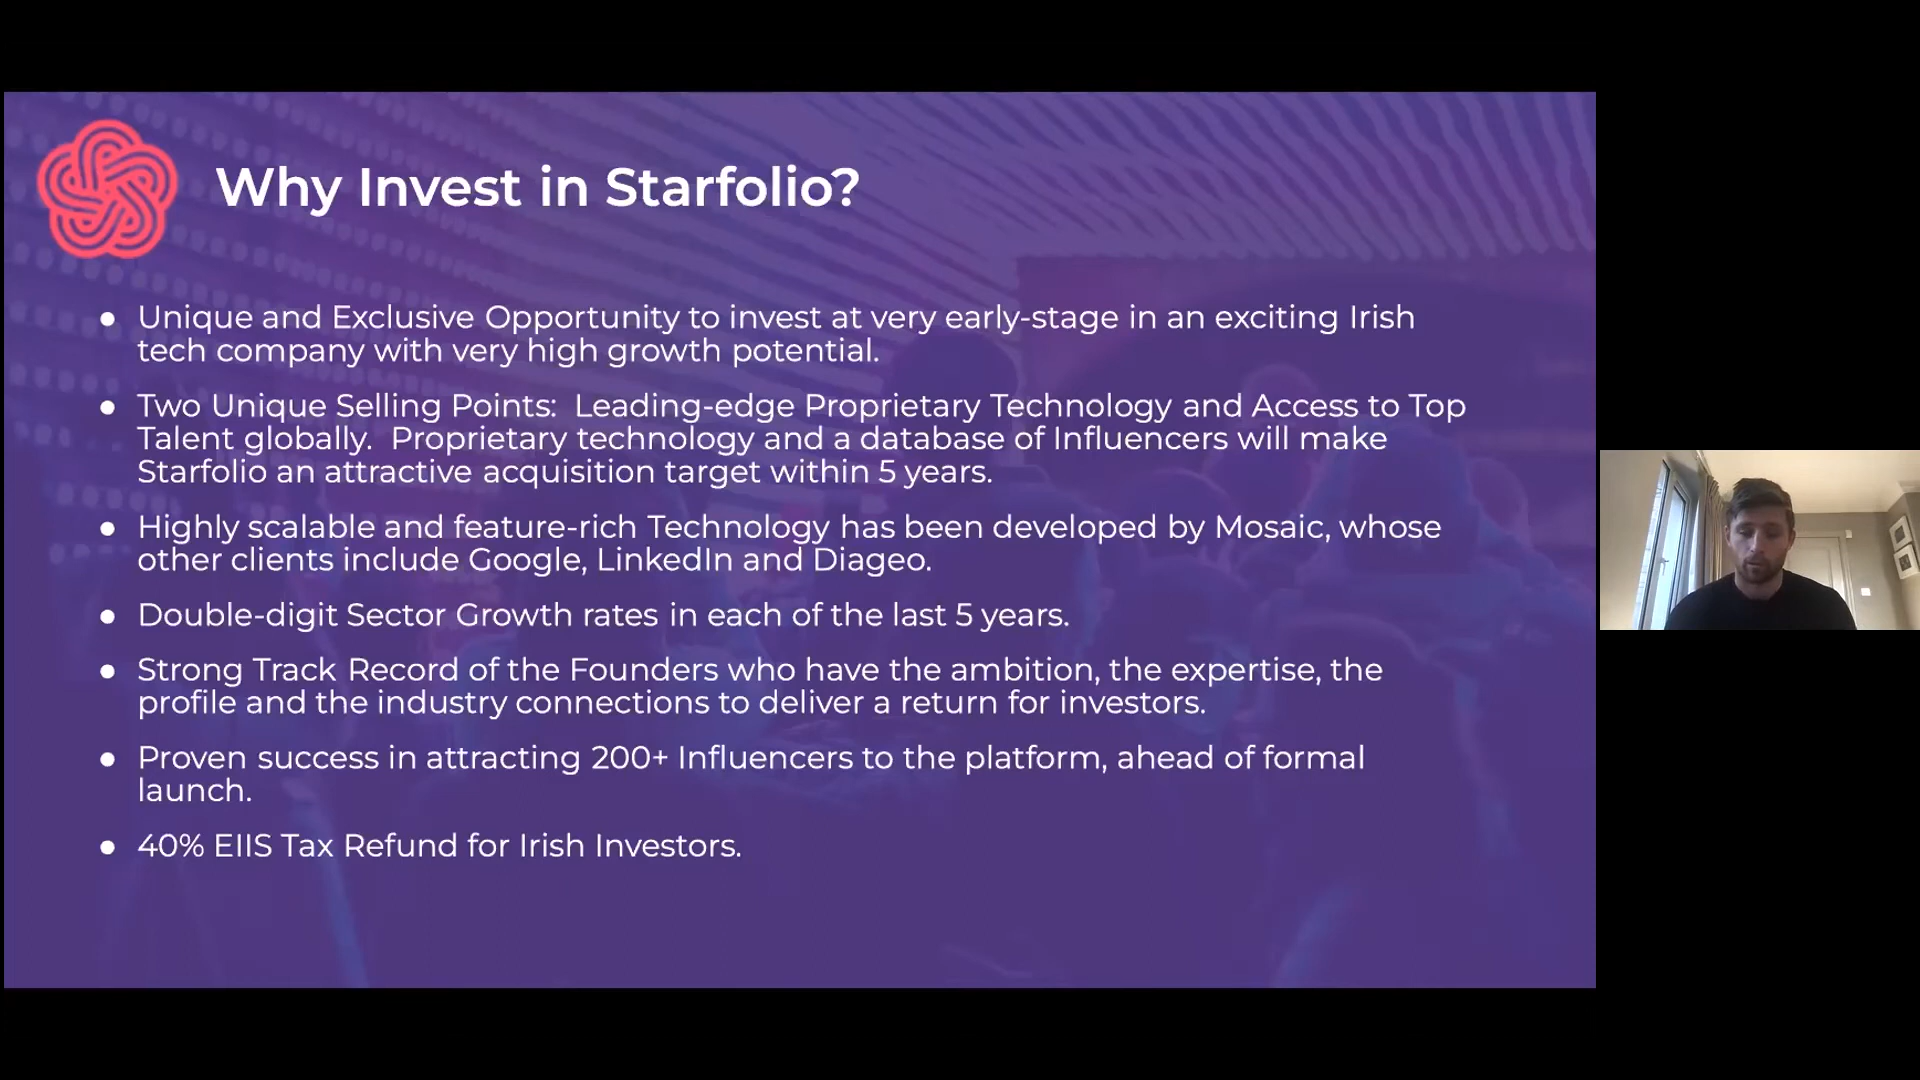 Why Invest in Starfolio?
● Unique and Exclusive Opportunity to invest at very early-stage in an exciting Irish
tech company with very high growth potential.
● Two Unique Selling Points:  Leading-edge Proprietary Technology and Access to Top
Talent globally.  Proprietary technology and a database of Influencers will make
Starfolio an attractive acquisition target within 5 years.
● Highly scalable and feature-rich Technology has been developed by Mosaic, whose
other clients include Google, LinkedIn and Diageo.
● Double-digit Sector Growth rates in each of the last 5 years.
● Strong Track Record of the Founders who have the ambition, the expertise, the
profile and the industry connections to deliver a return for investors.
● Proven success in attracting 200+ Influencers to the platform, ahead of formal
launch.
● 40% EIIS Tax Refund for Irish Investors.